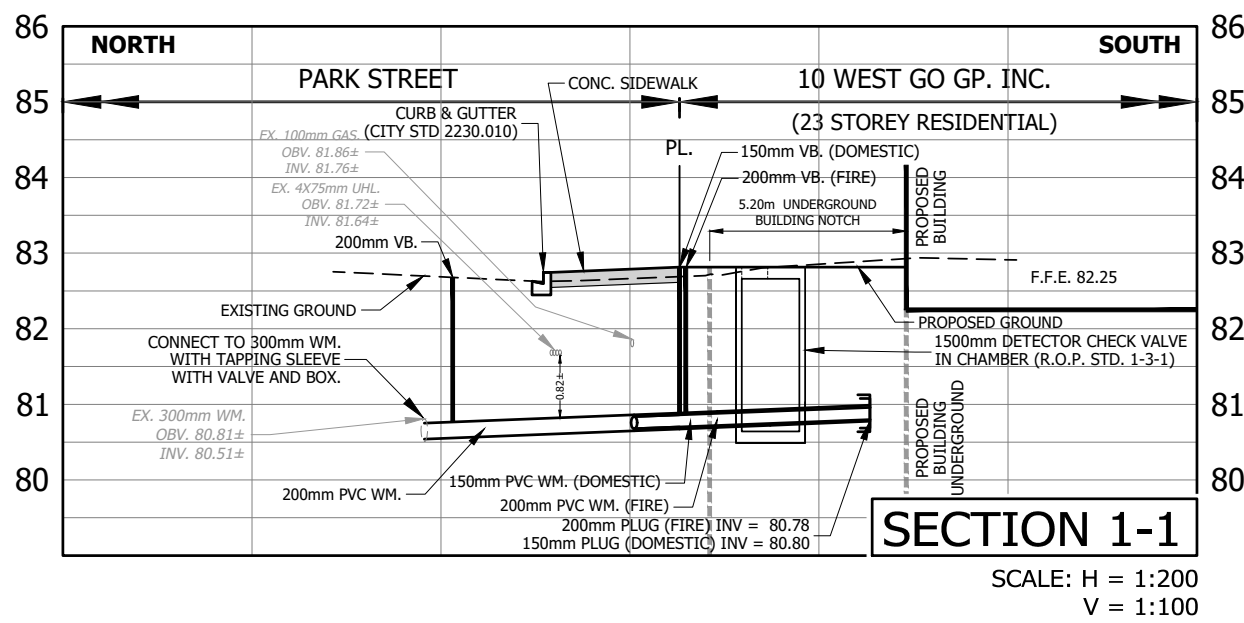 86
86
NORTH
SOUTH
PARK STREET
CONC. SIDEWALK
10 WEST GO GP. INC.
85
85
CURB & GUTTER
(CITY STD 2230.010)
(23 STOREY RESIDENTIAL)
EX. 100mm GAS.
OBV. 81.86±
INV. 81.76±
PL.
150mm VB. (DOMESTIC)
200mm VB. (FIRE)
84
84
EX. 4X75mm UHL.
OBV. 81.72±
INV. 81.64±
5.20m UNDERGROUND
BUILDING NOTCH
PROPOSED
BUILDING
200mm VB.
83
83
F.F.E. 82.25
EXISTING GROUND
PROPOSED GROUND
82
82
CONNECT TO 300mm WM.
WITH TAPPING SLEEVE
WITH VALVE AND BOX.
1500mm DETECTOR CHECK VALVE
IN CHAMBER (R.O.P. STD. 1-3-1)
0.82±
81
81
EX. 300mm WM.
OBV. 80.81±
INV. 80.51±
PROPOSED
BUILDING
UNDERGROUND
80
80
150mm PVC WM. (DOMESTIC)
200mm PVC WM.
200mm PVC WM. (FIRE)
200mm PLUG (FIRE) INV = 80.78
150mm PLUG (DOMESTIC) INV = 80.80
SECTION 1-1
SCALE: H = 1:200
V = 1:100